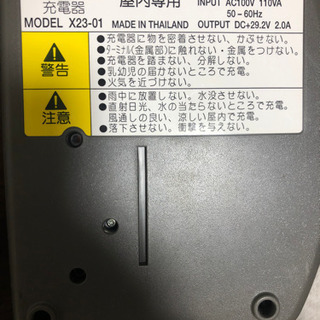 充電器
屋内専用
INPUT AC100V 110VA
50－60Hz
MODEL X23-01
MADE IN THAILAND
OUTPUT DC+29.2V 2.0A
警告
●充電器に物を密着させない、かぶせない。
●ﾀｰﾐﾅﾙ(金属部)に触れない・金属をつけない。
●充電器を踏まない、分解しない。
●乳幼児の届かないところで充電。
●火気を近づけない。
注意
●雨中に放置しない。水没させない。
●直射日光、水の当たらないところで充電。
風通しの良い、涼しい屋内で充電。
●落下させない。衝撃を与えない。